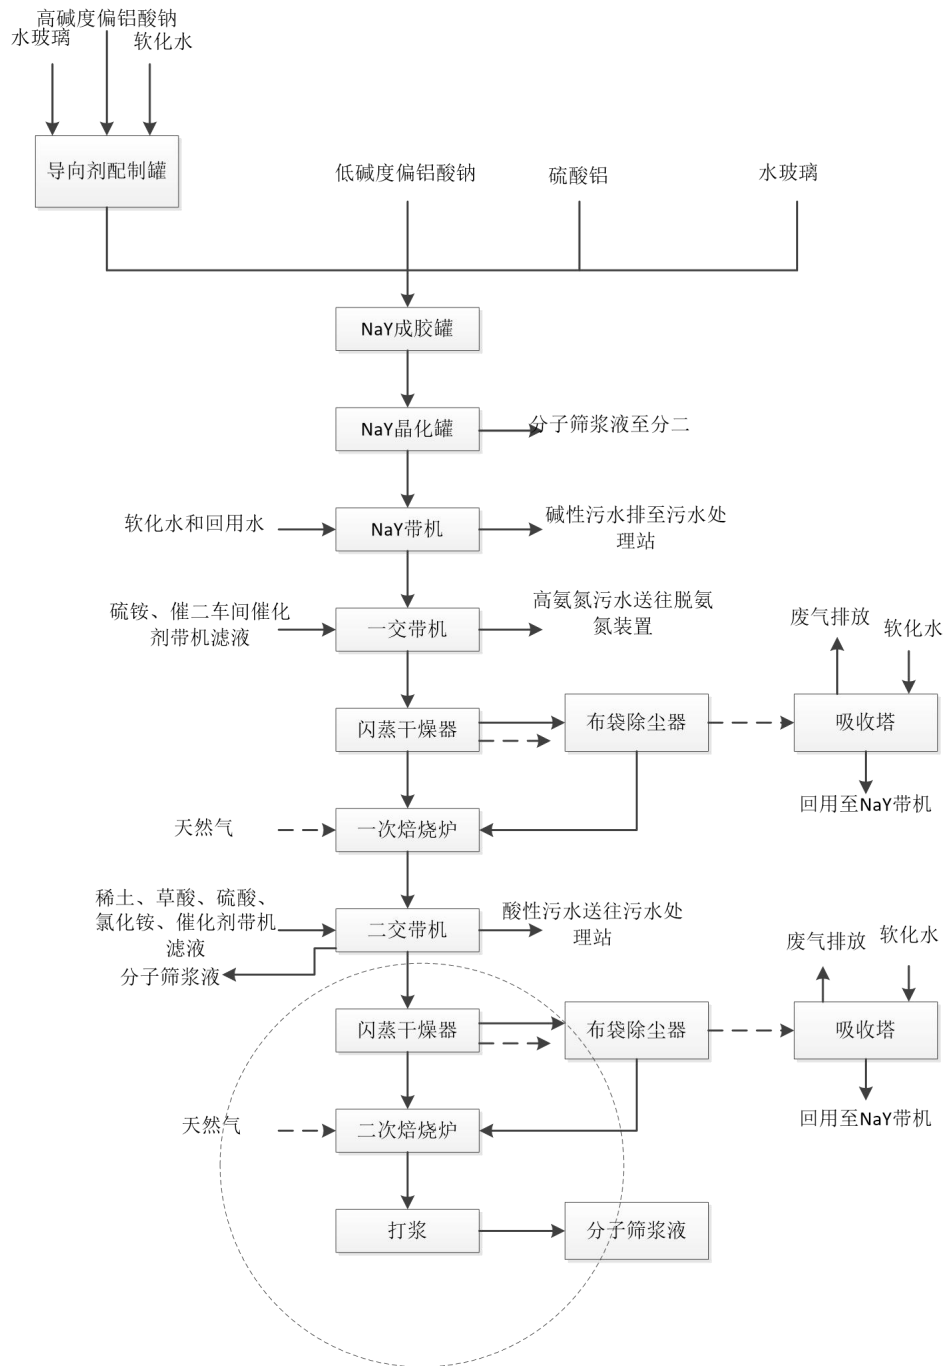 高碱度偏铝酸钠
水玻璃
软化水
导向剂配制罐
低碱度偏铝酸钠
硫酸铝
水玻璃
NaY成胶罐
NaY晶化罐
分子筛浆液至分二
软化水和回用水
NaY带机
碱性污水排至污水处
理站
硫铵、催二车间催化
剂带机滤液
一交带机
高氨氮污水送往脱氨
氮装置
废气排放
软化水
闪蒸干燥器
布袋除尘器
吸收塔
回用至NaY带机
天然气
一次焙烧炉
稀土、草酸、硫酸、
氯化铵、催化剂带机
滤液
二交带机
酸性污水送往污水处
理站
分子筛浆液
废气排放
软化水
闪蒸干燥器
布袋除尘器
吸收塔
回用至NaY带机
天然气
二次焙烧炉
打浆
分子筛浆液